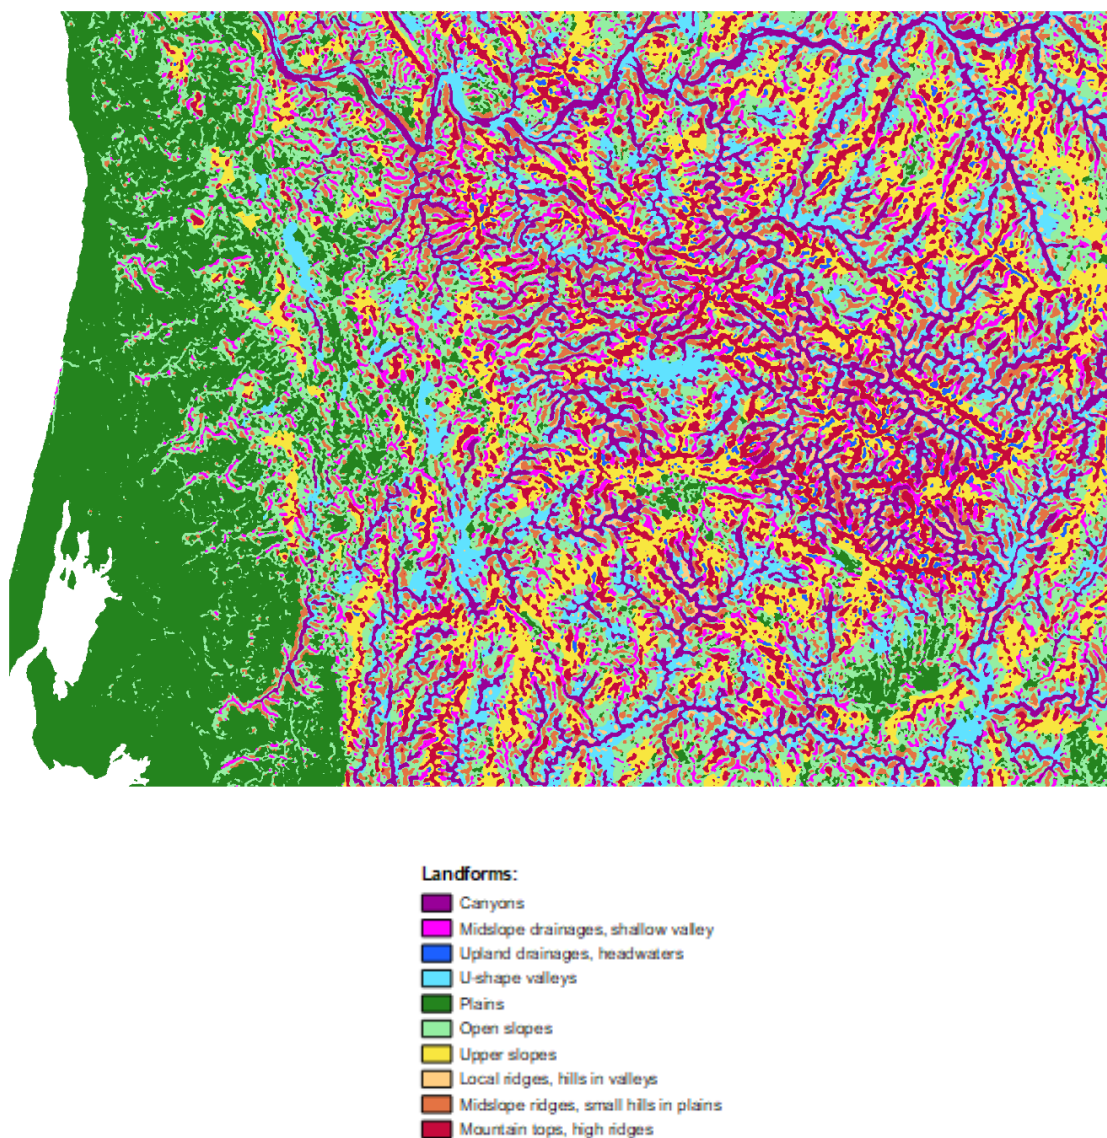 Landforms:
Canyons
Midslope drainages, shallow valley
Upland drainages, headwaters
U-shape valleys
Plains
Open slopes
Upper slopes
Local ridges, hills in valleys
Midslope ridges, small hills in plains
Mountain tops, high ridges